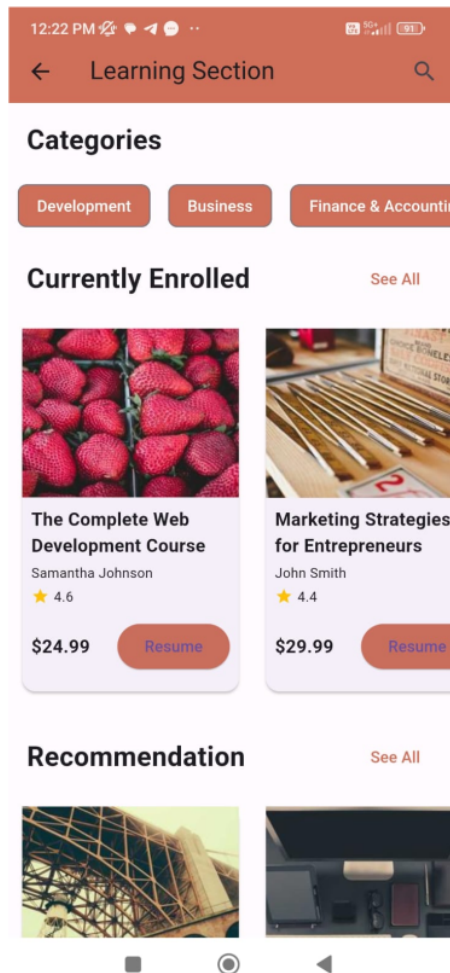 12:22 PM
5G+
91
Learning Section
Categories
Development
Business
Finance & Accountin
Currently Enrolled
See All
The Complete Web
Development Course
Samantha Johnson
4.6
$24.99
Resume
Marketing Strategies
for Entrepreneurs
John Smith
4.4
$29.99
Resume
Recommendation
See All